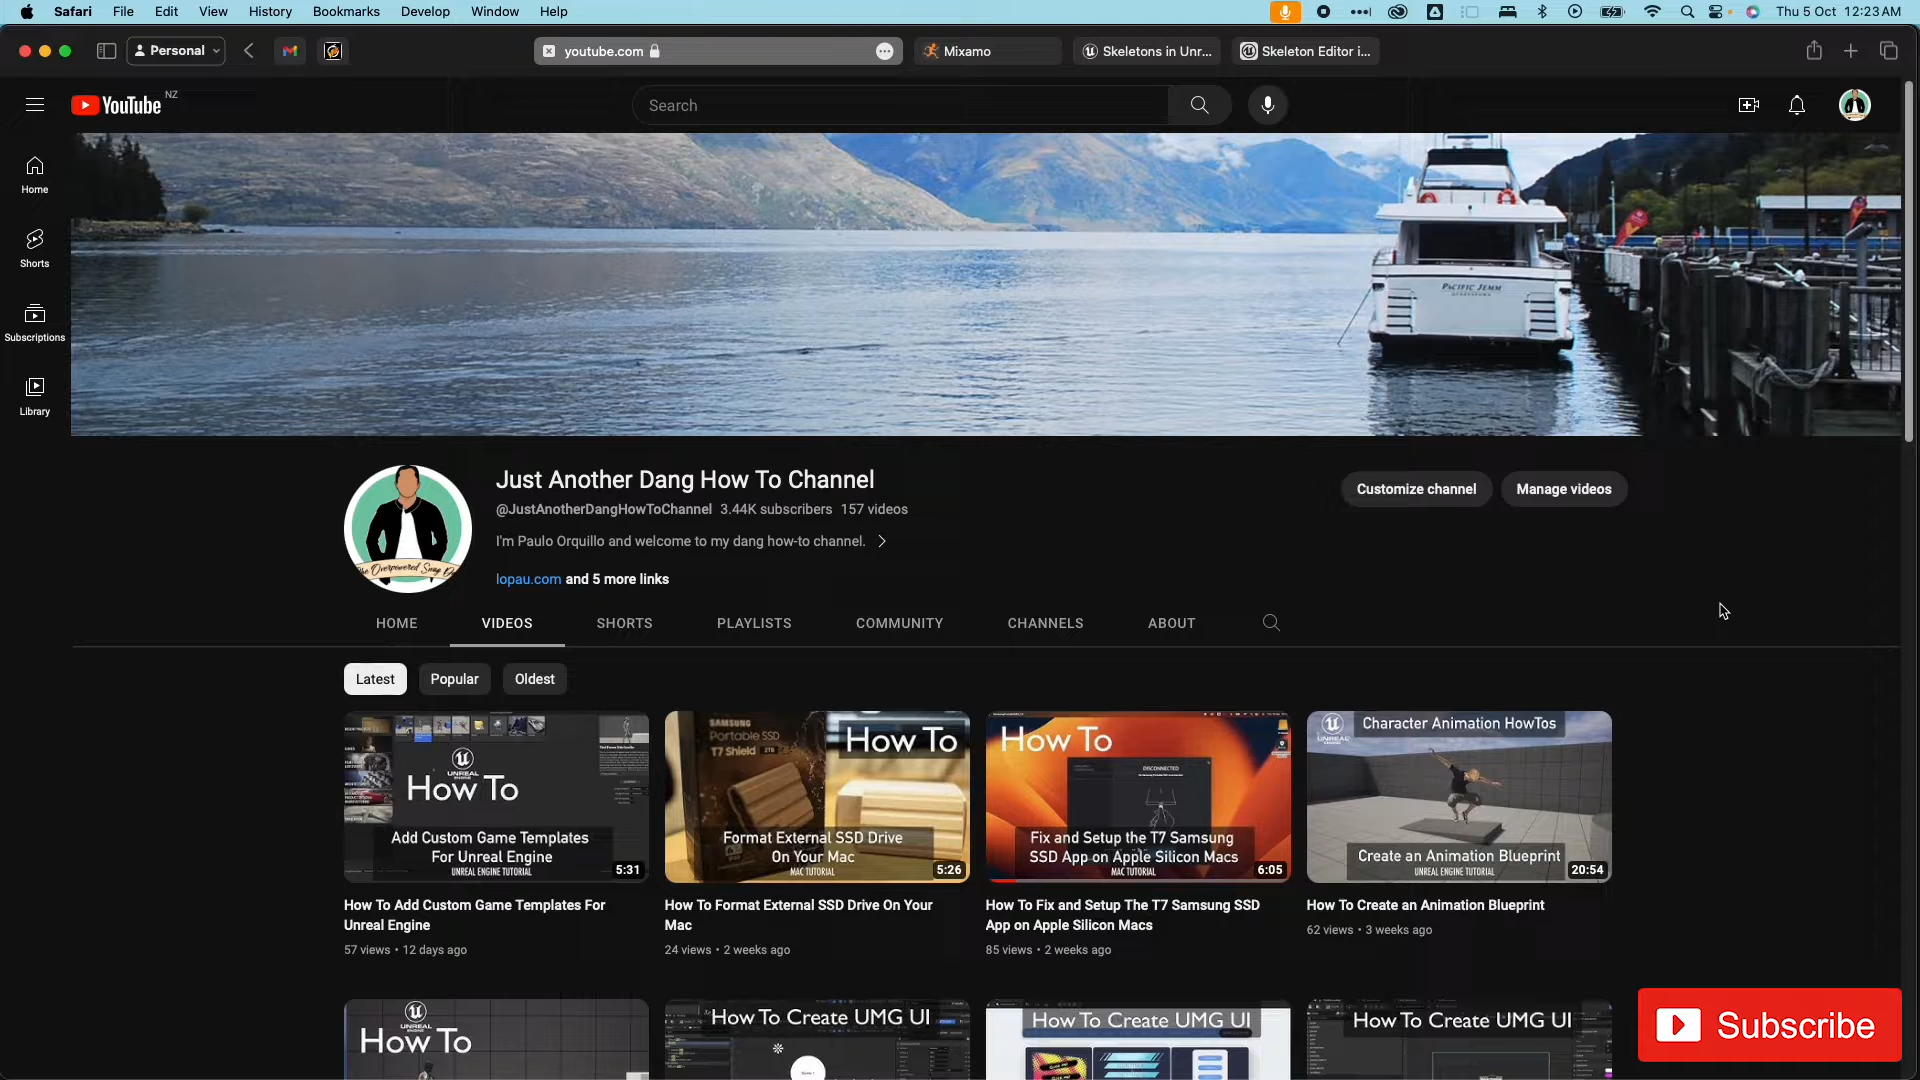 Safari File Edit View History Bookmarks Develop Window Help Thu 5 Oct 12:23AM
Personal youtube.com Mixamo Skeletons in Unr... Skeleton Editor i...
YouTube NZ Search
Home
Shorts
Subscriptions
Library
PACIFIC JEMM
Just Another Dang How To Channel
@JustAnotherDangHowToChannel 3.44K subscribers 157 videos
I'm Paulo Orquillo and welcome to my dang how-to channel.
lopau.com and 5 more links
Customize channel Manage videos
HOME VIDEOS SHORTS PLAYLISTS COMMUNITY CHANNELS ABOUT
Latest Popular Oldest
UNREAL ENGINE
How To
Add Custom Game Templates
For Unreal Engine
UNREAL ENGINE TUTORIAL
5:31
How To Add Custom Game Templates For
Unreal Engine
57 views • 12 days ago
SAMSUNG
Portable SSD
T7 Shield 2TB
How To
Format External SSD Drive
On Your Mac
MAC TUTORIAL
5:26
How To Format External SSD Drive On Your
Mac
24 views • 2 weeks ago
How To
DISCONNECTED
Fix and Setup the T7 Samsung
SSD App on Apple Silicon Macs
MAC TUTORIAL
6:05
How To Fix and Setup The T7 Samsung SSD
App on Apple Silicon Macs
85 views • 2 weeks ago
Character Animation HowTos
Create an Animation Blueprint
UNREAL ENGINE TUTORIAL
20:54
How To Create an Animation Blueprint
62 views • 3 weeks ago
UNREAL ENGINE
How To
How To Create UMG UI
How To Create UMG UI
How To Create UMG UI
Subscribe